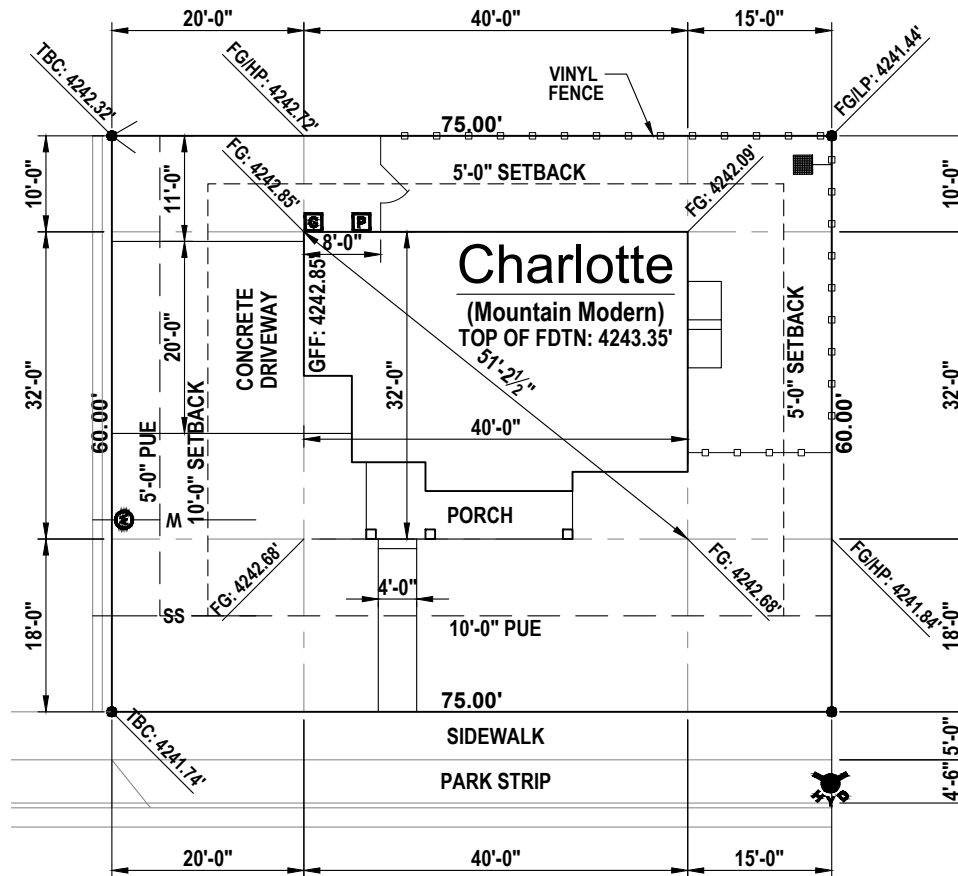 20'-0"
40'-0"
15'-0"
TBC: 4242.32'
FG/HP: 4242.72'
VINYL
FENCE
FG/LP: 4241.44'
75.00'
10'-0"
11'-0"
FG: 4242.85'
5'-0" SETBACK
FG: 4242.09'
10'-0"
G
P
8'-0"
Charlotte
(Mountain Modern)
TOP OF FDTN: 4243.35'
GFF: 4242.85'
CONCRETE
DRIVEWAY
20'-0"
32'-0"
32'-0"
51'-2½"
5'-0" SETBACK
32'-0"
60.00'
5'-0" PUE
10'-0" SETBACK
40'-0"
60.00'
W
PORCH
FG: 4242.68'
FG: 4242.68'
FG/HP: 4241.84'
4'-0"
SS
10'-0" PUE
18'-0"
18'-0"
75.00'
TBC: 4241.74'
SIDEWALK
5'-0"
PARK STRIP
4'-6"
HYD
20'-0"
40'-0"
15'-0"